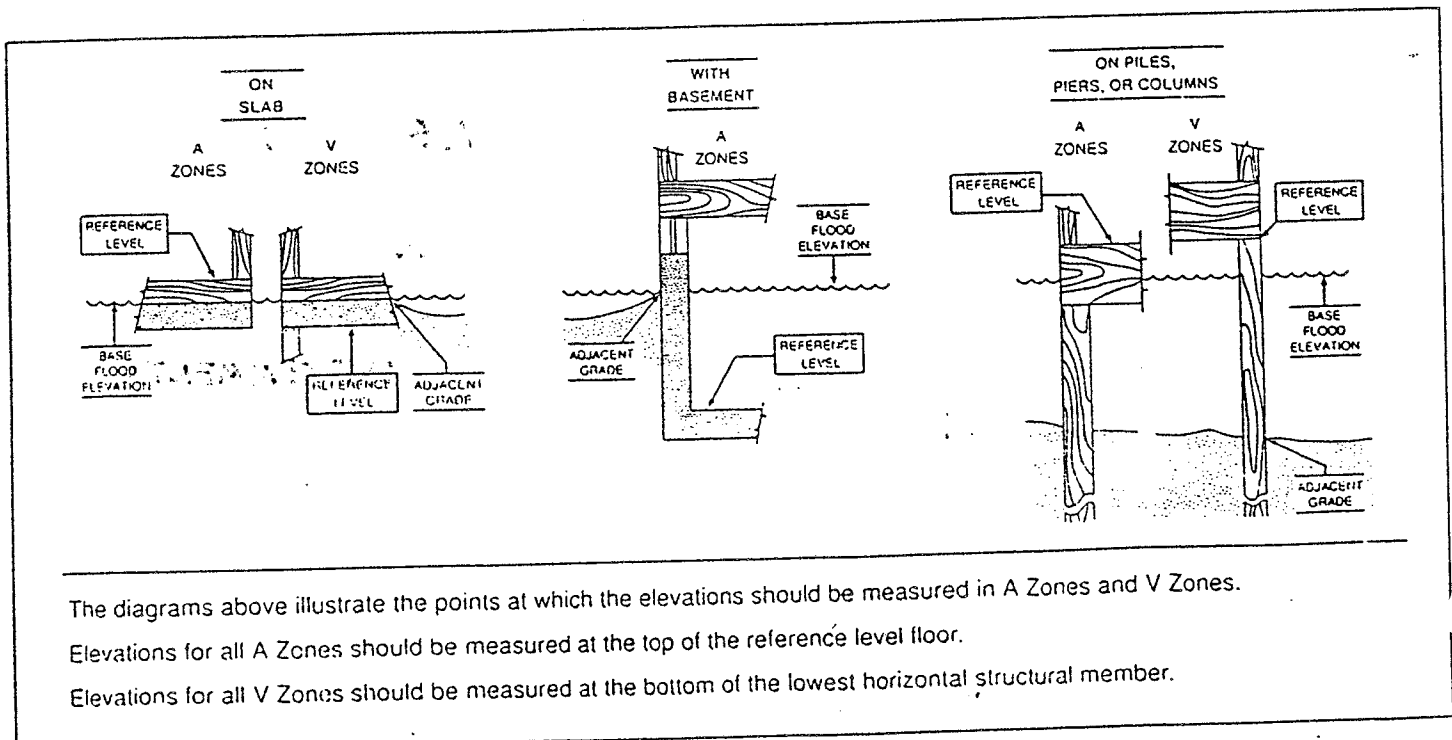 ON
SLAB
A
ZONES
V
ZONES
REFERENCE
LEVEL
BASE
FLOOD
ELEVATION
REFERENCE
LEVEL
ADJACENT
GRADE
WITH
BASEMENT
A
ZONES
BASE
FLOOD
ELEVATION
ADJACENT
GRADE
REFERENCE
LEVEL
ON PILES,
PIERS, OR COLUMNS
A
ZONES
V
ZONES
REFERENCE
LEVEL
REFERENCE
LEVEL
BASE
FLOOD
ELEVATION
ADJACENT
GRADE
The diagrams above illustrate the points at which the elevations should be measured in A Zones and V Zones.
Elevations for all A Zones should be measured at the top of the reference level floor.
Elevations for all V Zones should be measured at the bottom of the lowest horizontal structural member.